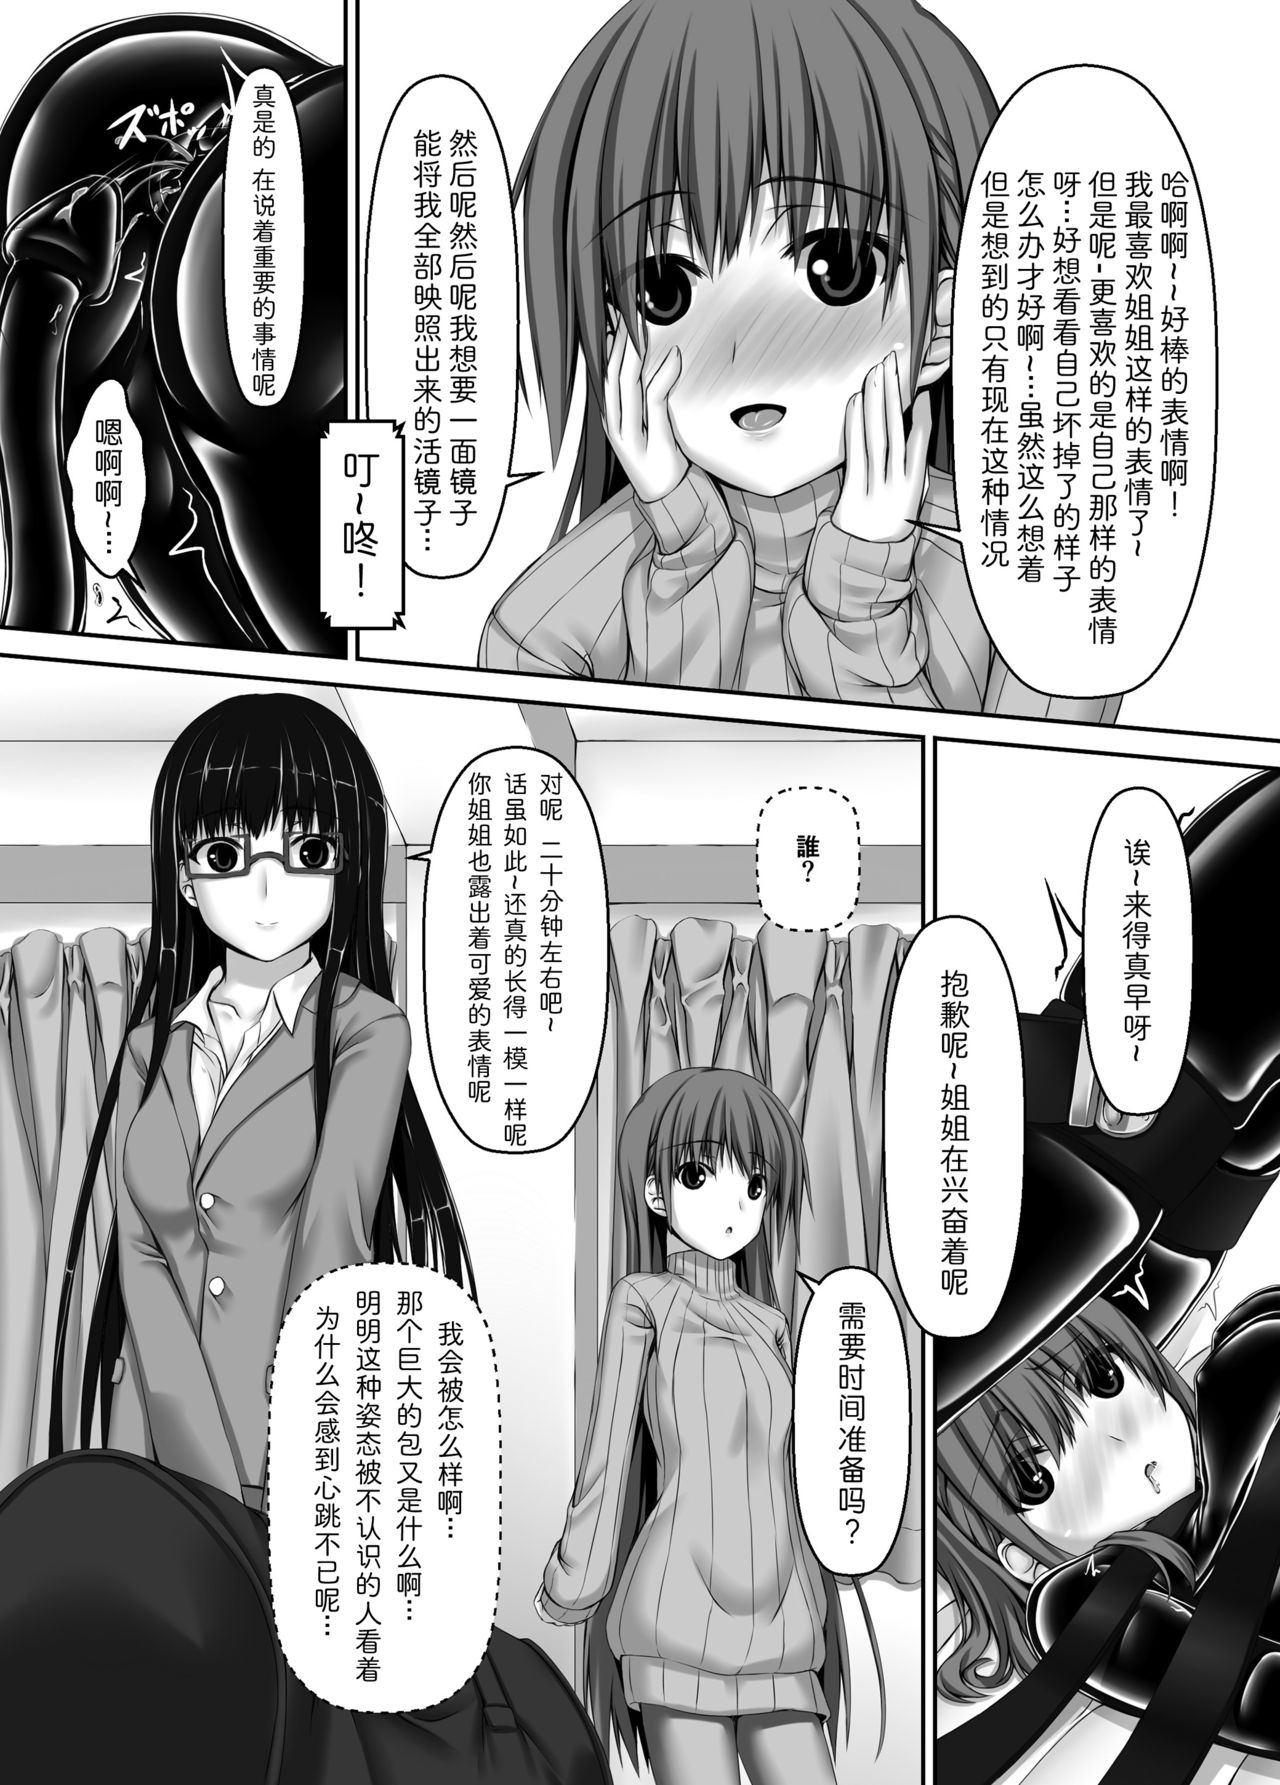 哈啊啊～好棒的表情啊！
我最喜欢姐姐这样的表情了～
但是呢-更喜欢的是自己那样的表情
呀…好想看看自己坏掉了的样子
怎么办才好啊～…虽然这么想着
但是想到的只有现在这种情况
然后呢然后呢我想要一面镜子
能将我全部映照出来的活镜子…
叮～咚！
ズポッ
真是的 在说着重要的事情呢
嗯啊啊～…
诶～来得真早呀～
抱歉呢～姐姐在兴奋着呢
誰？
需要时间准备吗？
对呢 二十分钟左右吧～
话虽如此～还真的长得一模一样呢
你姐姐也露出着可爱的表情呢
我会被怎么样啊…
那个巨大的包又是什么啊…
明明这种姿态被不认识的人看着
为什么会感到心跳不已呢…